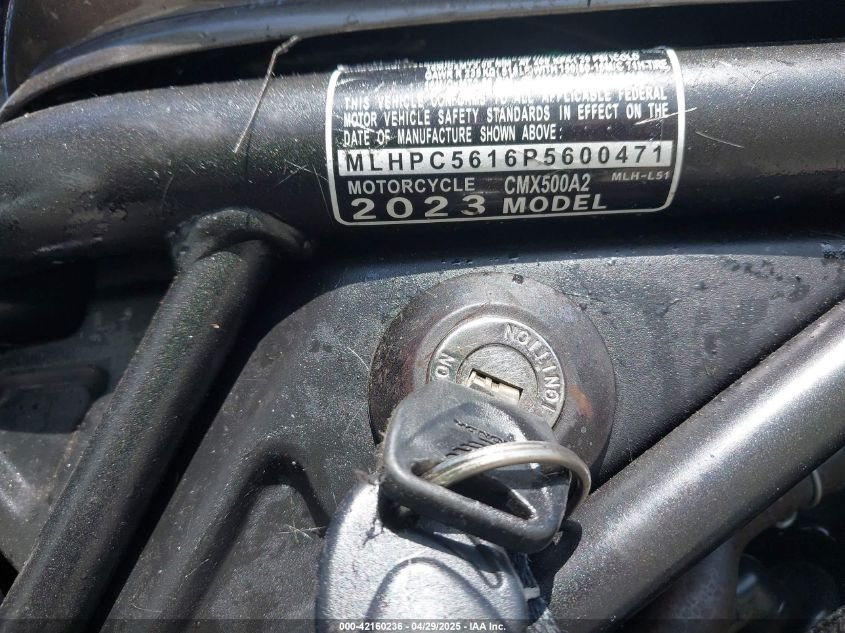 THIS VEHICLE CONFORMS TO ALL APPLICABLE FEDERAL
MOTOR VEHICLE SAFETY STANDARDS IN EFFECT ON THE
DATE OF MANUFACTURE SHOWN ABOVE:
MLHPC5616P5600471
MOTORCYCLE CMX500A2 MLH-L51
2023 MODEL
IGNITION
ON
000-42160236 - 04/29/2025 - IAA Inc.